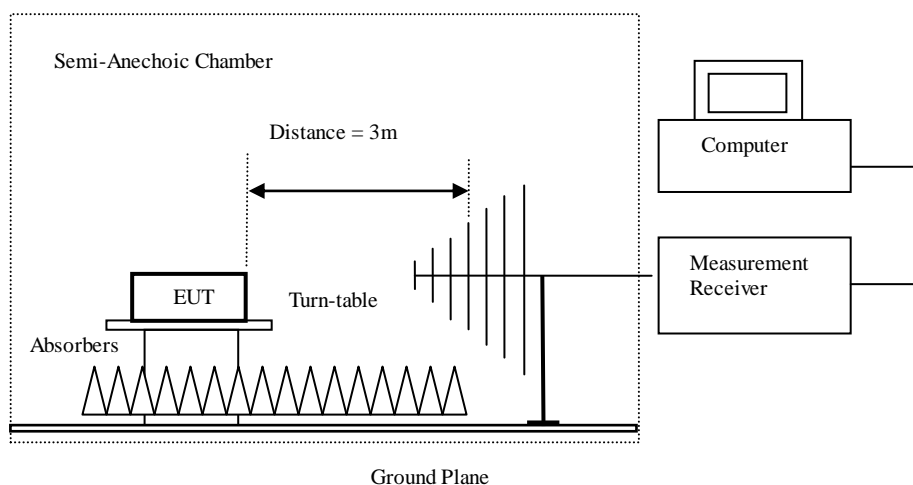 Semi-Anechoic Chamber
Distance = 3m
Computer
Measurement
Receiver
EUT
Turn-table
Absorbers
Ground Plane